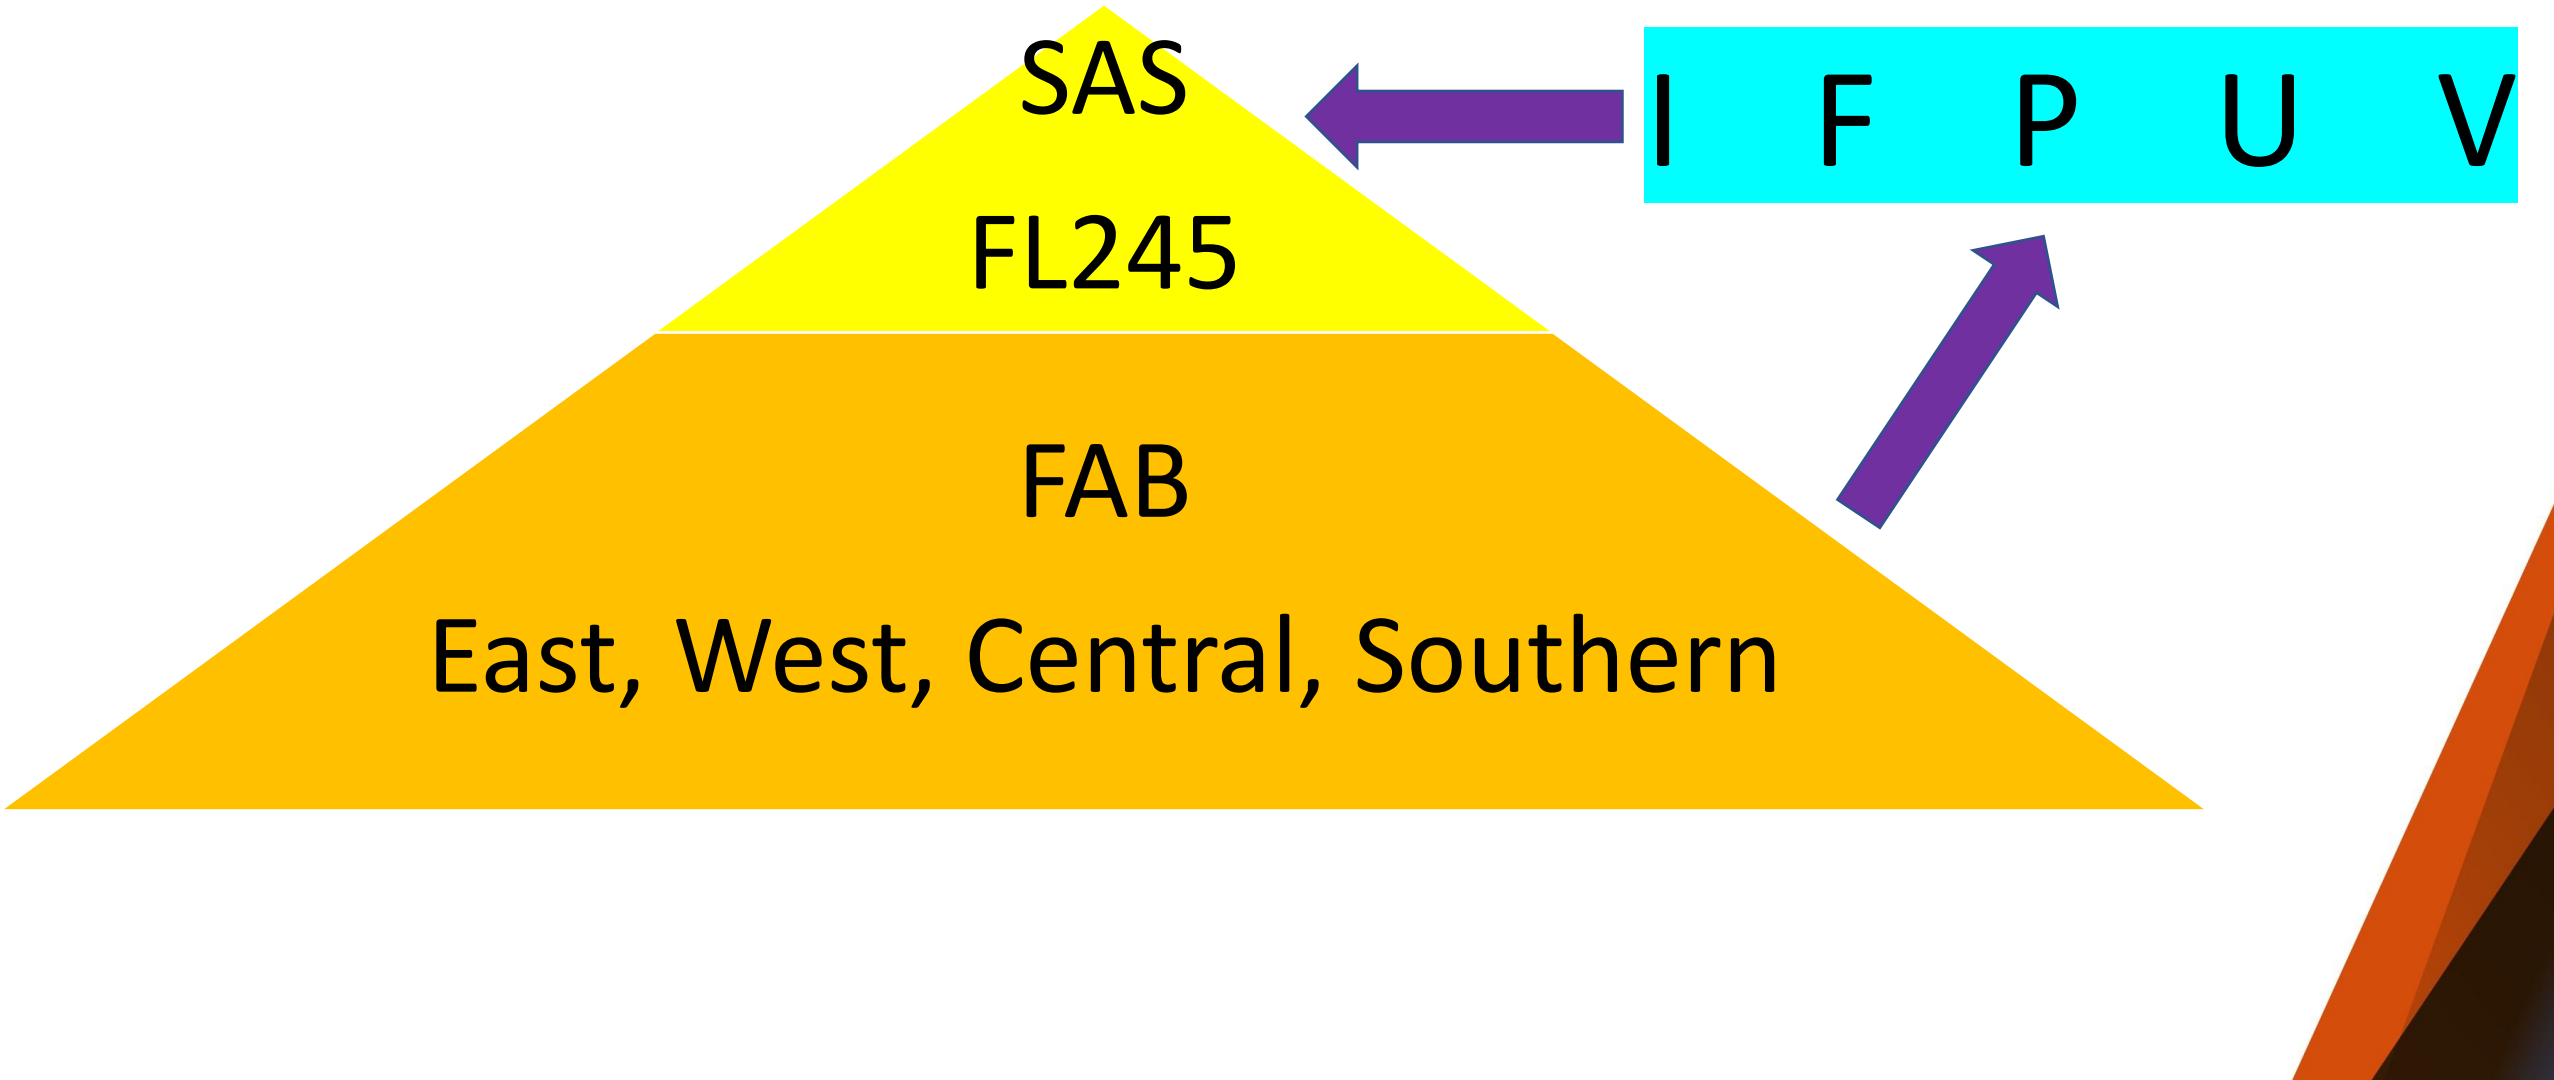 SAS
FL245
I F P U V
FAB
East, West, Central, Southern